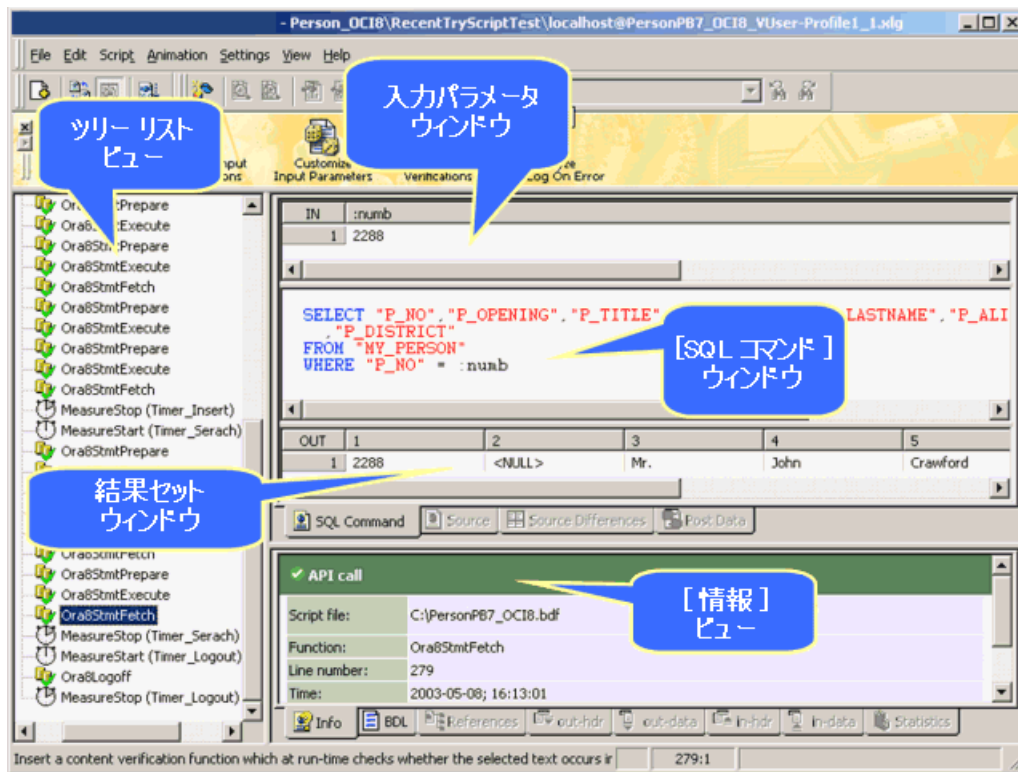 - Person_OCI8\RecentTryScriptTest\localhost@PersonPB7_OCI8_VUser-Profile1_1.xlg
File Edit Script Animation Settings View Help
ツリー リスト
ビュー
入力パラメータ
ウィンドウ
Customize
Input Parameters
Verifications
Log On Error
Ora8StmtExecute
Ora8StmtPrepare
Ora8StmtExecute
Ora8StmtFetch
Ora8StmtPrepare
Ora8StmtExecute
Ora8StmtPrepare
Ora8StmtExecute
Ora8StmtFetch
MeasureStop (Timer_Insert)
MeasureStart (Timer_Serach)
Ora8StmtPrepare
結果セット
ウィンドウ
Ora8StmtFetch
Ora8StmtPrepare
Ora8StmtExecute
Ora8StmtFetch
MeasureStop (Timer_Serach)
MeasureStart (Timer_Logout)
Ora8Logoff
MeasureStop (Timer_Logout)
IN :numb
1 2288
SELECT "P_NO","P_OPENING","P_TITLE" LASTNAME","P_ALI
,"P_DISTRICT"
FROM "MY_PERSON"
WHERE "P_NO" = :numb
[SQL コマンド ]
ウィンドウ
OUT 1 2 3 4 5
1 2288 <NULL> Mr. John Crawford
SQL Command Source Source Differences Post Data
API call
Script file: C:\PersonPB7_OCI8.bdf
Function: Ora8StmtFetch
Line number: 279
Time: 2003-05-08; 16:13:01
[ 情報 ]
ビュー
Info BDL References out-hdr out-data in-hdr in-data Statistics
Insert a content verification function which at run-time checks whether the selected text occurs ir 279:1